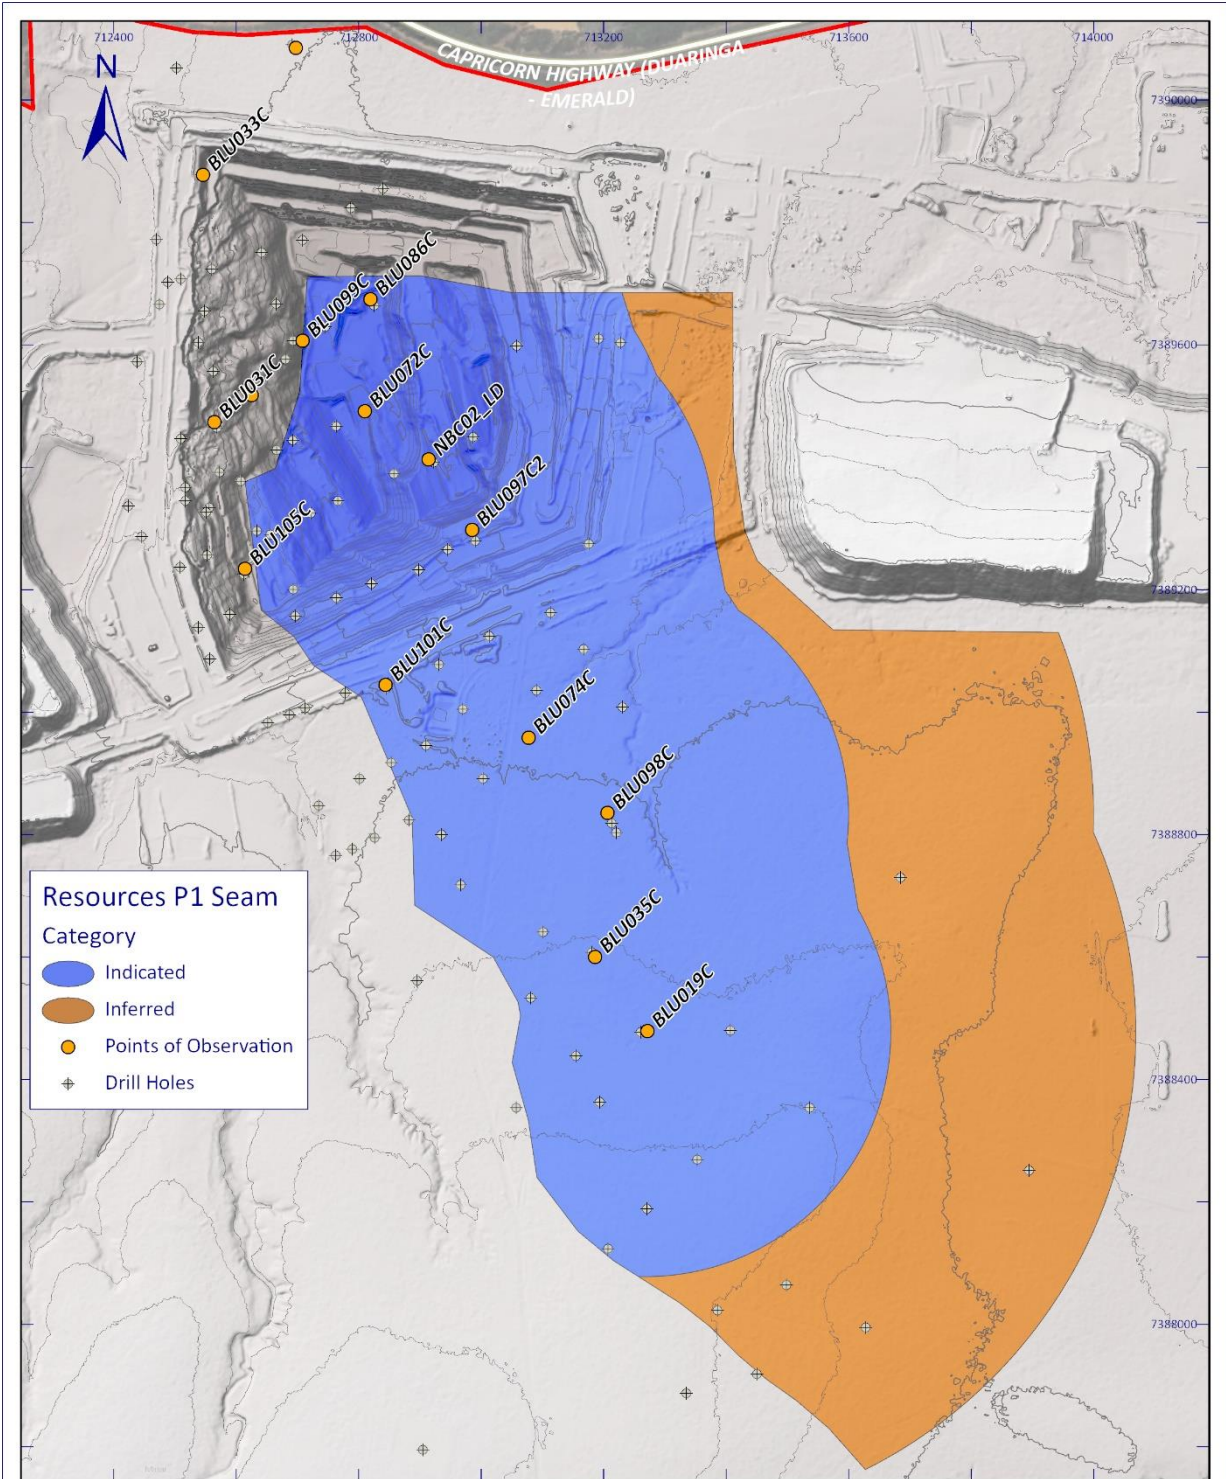 712400
712800
713200
713600
714000
CAPRICORN HIGHWAY (DUARINGA
- EMERALD)
N
7390000
BLU033C
BLU086C
BLU099C
7389600
BLU072C
BLU031C
NBC02_LD
BLU097C2
BLU105C
7389200
BLU101C
BLU074C
BLU098C
7388800
Resources P1 Seam
Category
Indicated
Inferred
Points of Observation
Drill Holes
BLU035C
BLU019C
7388400
7388000